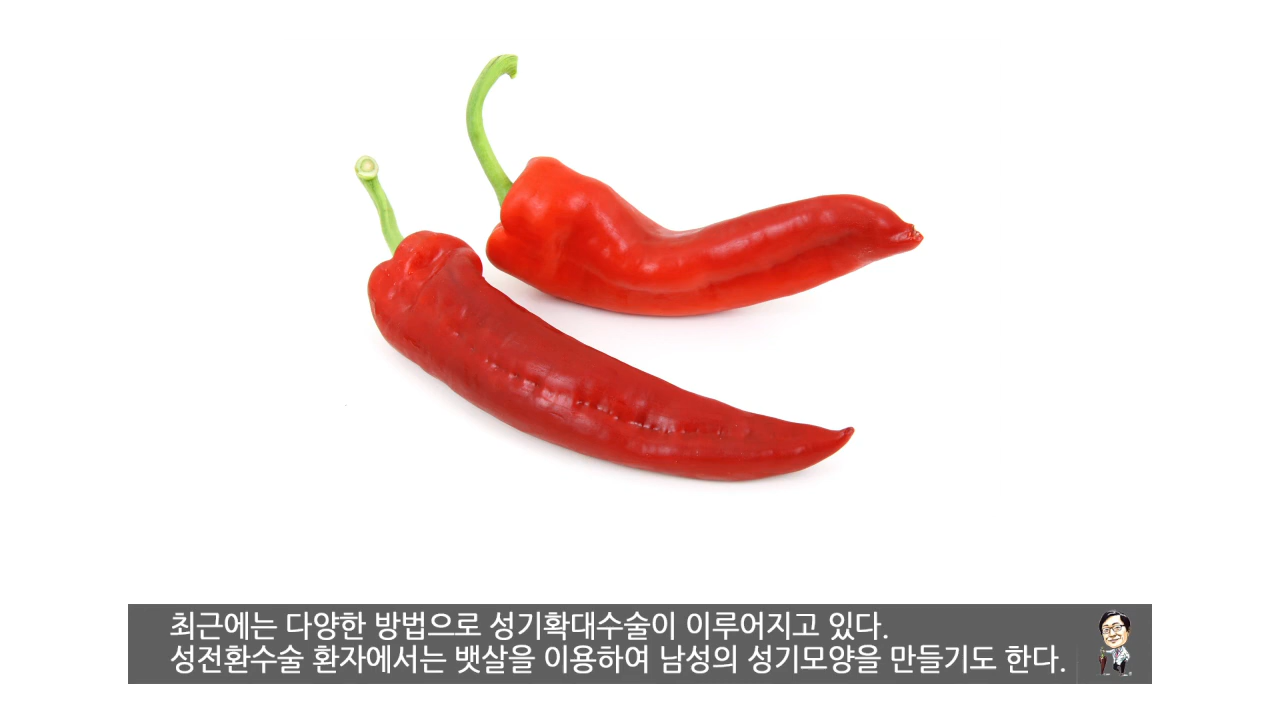 최근에는 다양한 방법으로 성기확대수술이 이루어지고 있다.
성전환수술 환자에서는 뱃살을 이용하여 남성의 성기모양을 만들기도 한다.